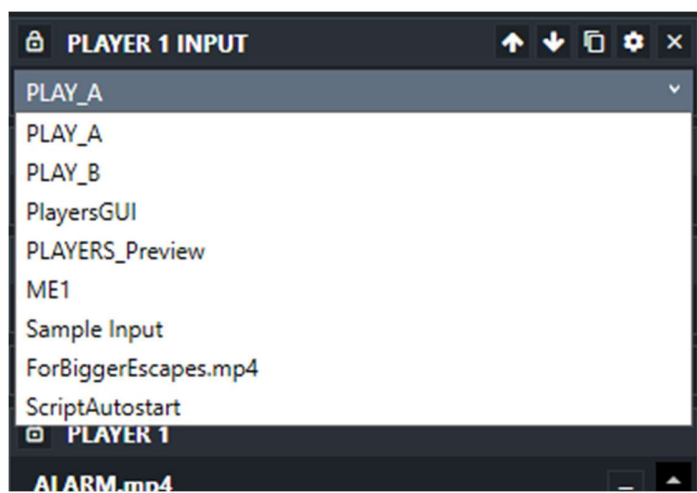 PLAYER 1 INPUT
PLAY_A
PLAY_A
PLAY_B
PlayersGUI
PLAYERS_Preview
ME1
Sample Input
ForBiggerEscapes.mp4
ScriptAutostart
PLAYER 1
ALARM.mp4